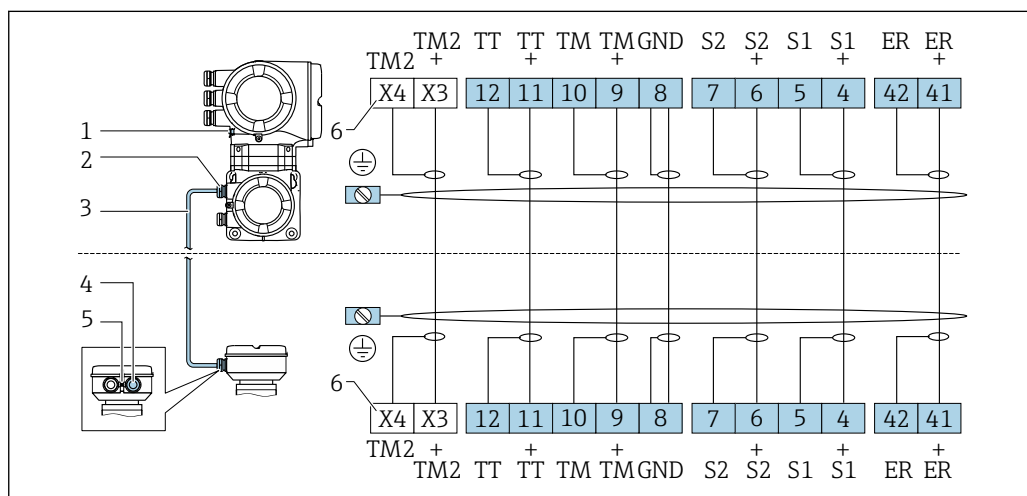 TM2 TT TT TM TM GND S2 S2 S1 S1 ER ER
TM2 + + + + + +
X4 X3 12 11 10 9 8 7 6 5 4 42 41
6
1
2
3
4
5
6
X4 X3 12 11 10 9 8 7 6 5 4 42 41
TM2 + + + + + +
TM2 TT TT TM TM GND S2 S2 S1 S1 ER ER